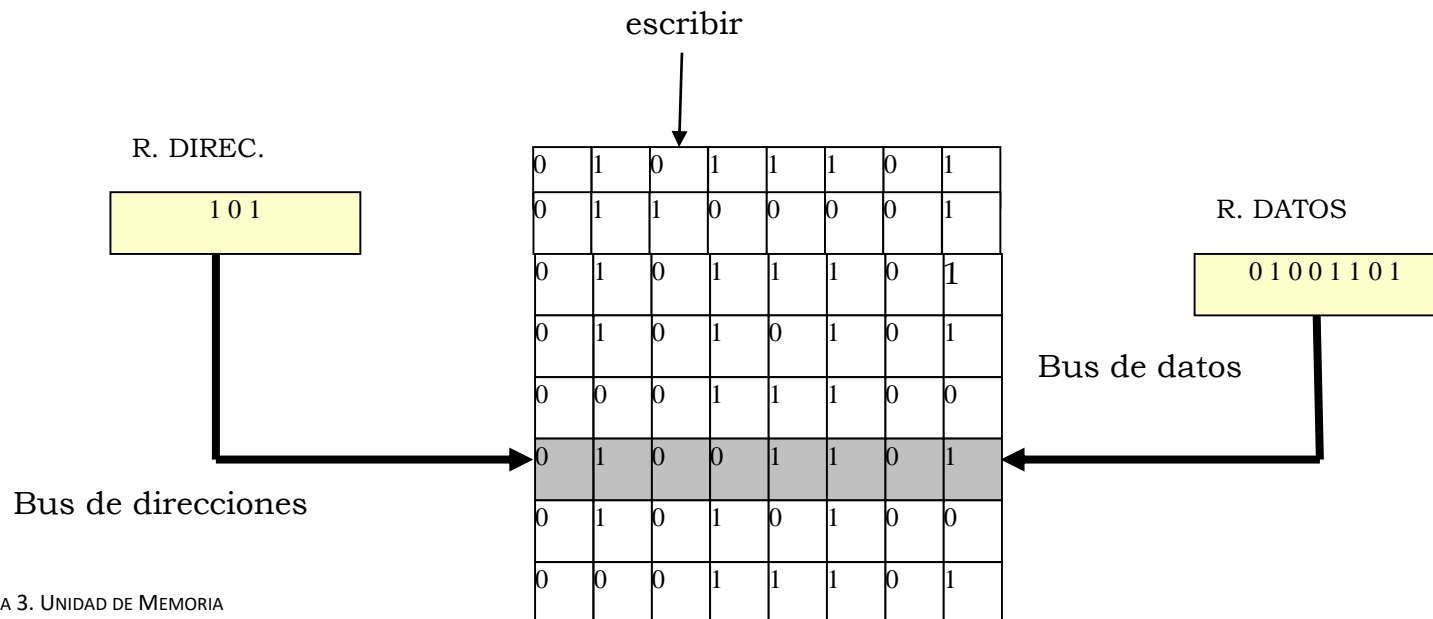 escribir
R. DIREC.
1 0 1
0 1 0 1 1 1 0 1
0 1 1 0 0 0 0 1
R. DATOS
0 1 0 1 1 1 0 1
0 1 0 0 1 1 0 1
0 1 0 1 0 1 0 1
Bus de datos
0 0 0 1 1 1 0 0
0 1 0 0 1 1 0 1
Bus de direcciones
0 1 0 1 0 1 0 0
0 0 0 1 1 1 0 1
A 3. UNIDAD DE MEMORIA